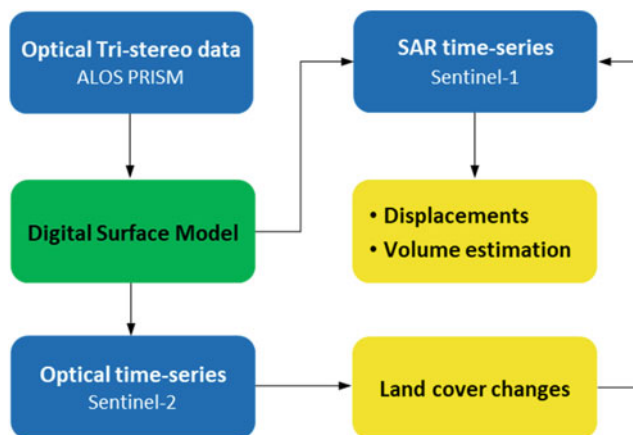 Optical Tri-stereo data
ALOS PRISM
SAR time-series
Sentinel-1
Digital Surface Model
• Displacements
• Volume estimation
Optical time-series
Sentinel-2
Land cover changes